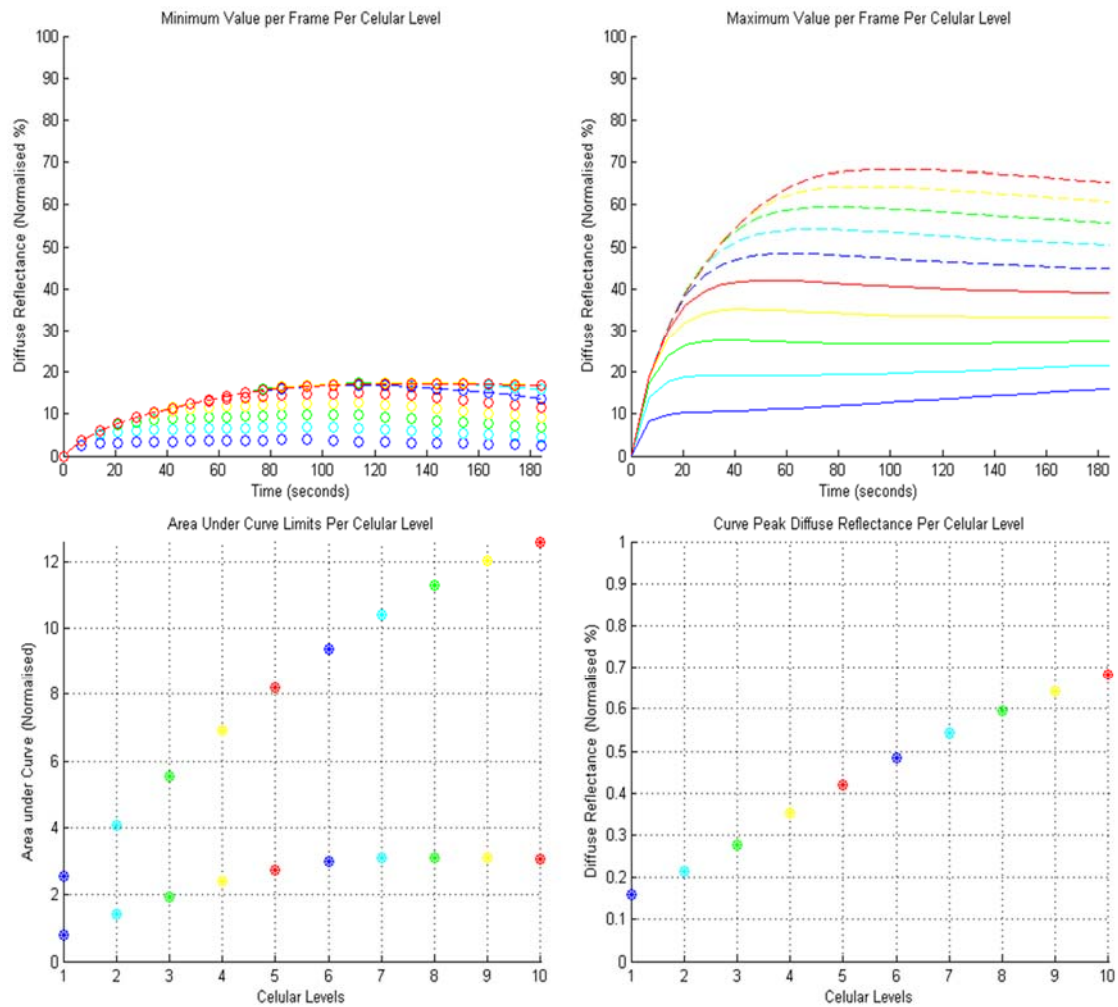 Minimum Value per Frame Per Celular Level
100
90
80
70
60
50
40
30
20
10
0
Diffuse Reflectance (Normalised %)
0 20 40 60 80 100 120 140 160 180
Time (seconds)
Maximum Value per Frame Per Celular Level
100
90
80
70
60
50
40
30
20
10
0
Diffuse Reflectance (Normalised %)
0 20 40 60 80 100 120 140 160 180
Time (seconds)
Area Under Curve Limits Per Celular Level
12
10
8
6
4
2
0
Area under Curve (Normalised)
1 2 3 4 5 6 7 8 9 10
Celular Levels
Curve Peak Diffuse Reflectance Per Celular Level
1
0.9
0.8
0.7
0.6
0.5
0.4
0.3
0.2
0.1
0
Diffuse Reflectance (Normalised %)
1 2 3 4 5 6 7 8 9 10
Celular Levels